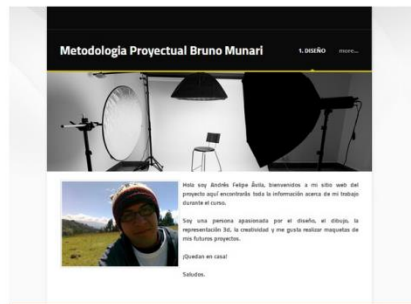 Metodologia Proyectual Bruno Munari
1. DISEÑO
more...
Hola soy Andrés Felipe Ávila, bienvenidos a mi sitio web del
proyecto aquí encontrarás toda la información acerca de mi trabajo
durante el curso.
Soy una persona apasionada por el diseño, el dibujo, la
representación 3d, la creatividad y me gusta realizar maquetas de
mis futuros proyectos.
¡Quedan en casa!
Saludos.